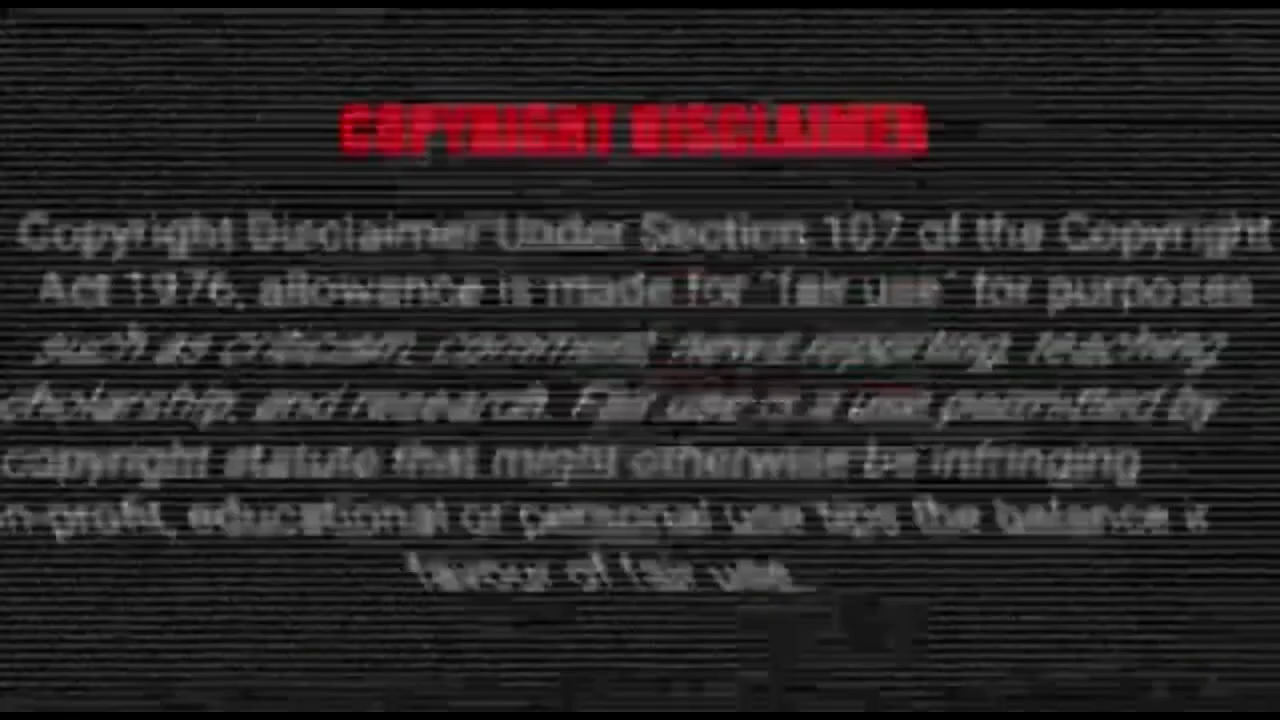 COPYRIGHT DISCLAIMER
Copyright Disclaimer Under Section 107 of the Copyright
Act 1976, allowance is made for "fair use" for purposes
such as criticism, comment, news reporting, teaching
cholarship, and research. Fair use is a use permitted by
copyright statute that might otherwise be infringing
n-profit, educational or personal use tips the balance i
favour of fair use.